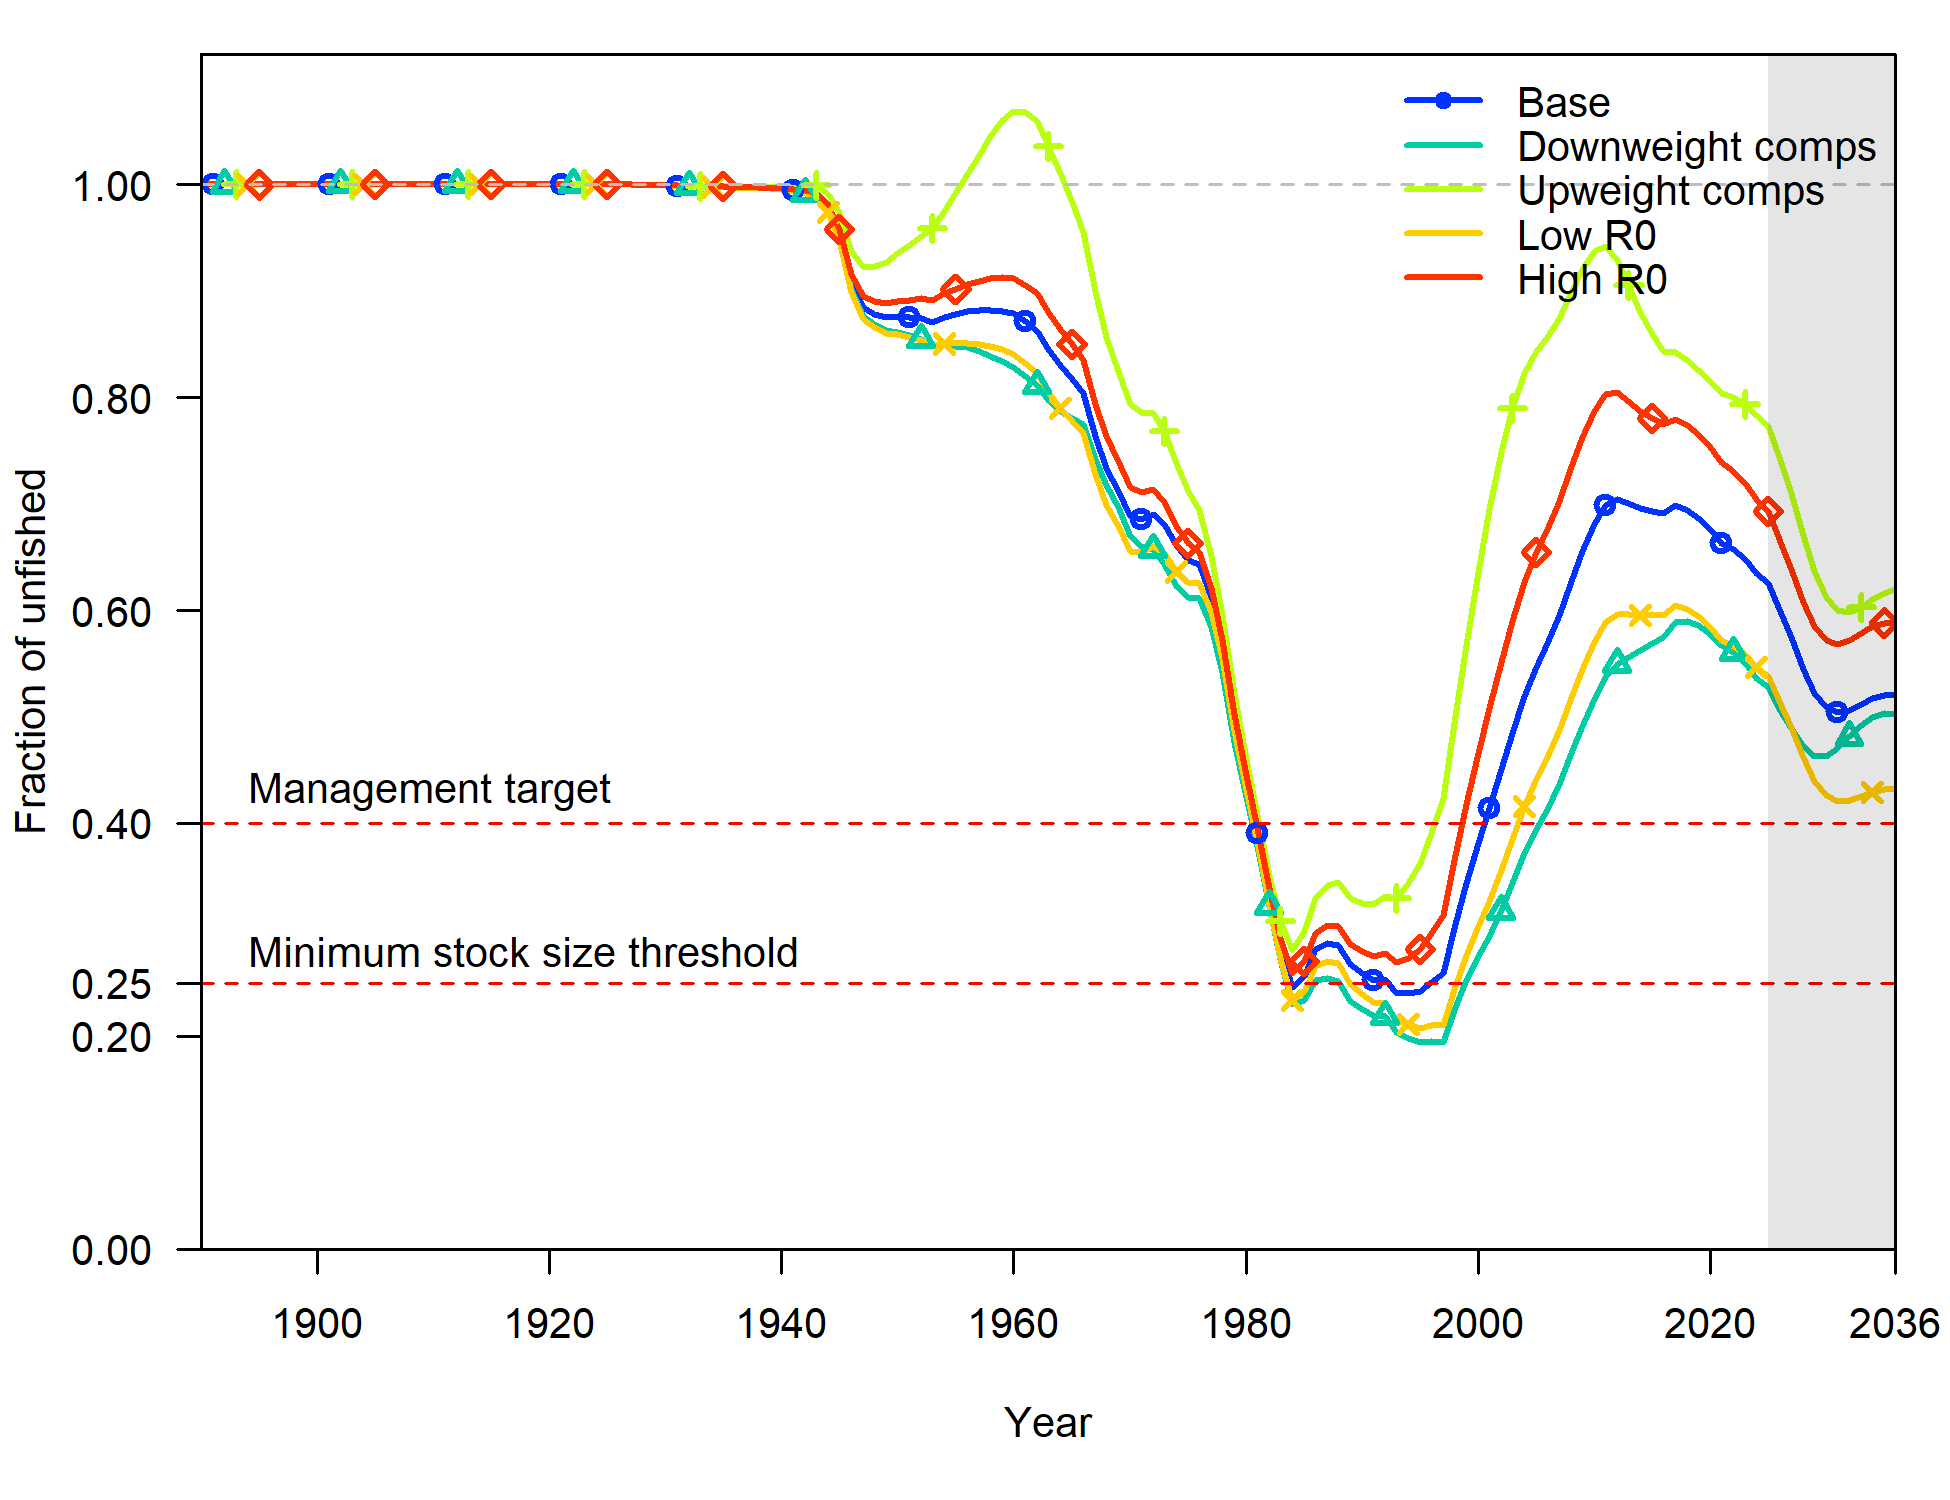 Base
Downweight comps
Upweight comps
Low R0
High R0
1.00
0.80
0.60
0.40
0.25
0.20
0.00
Fraction of unfished
Management target
Minimum stock size threshold
1900
1920
1940
1960
1980
2000
2020
2036
Year